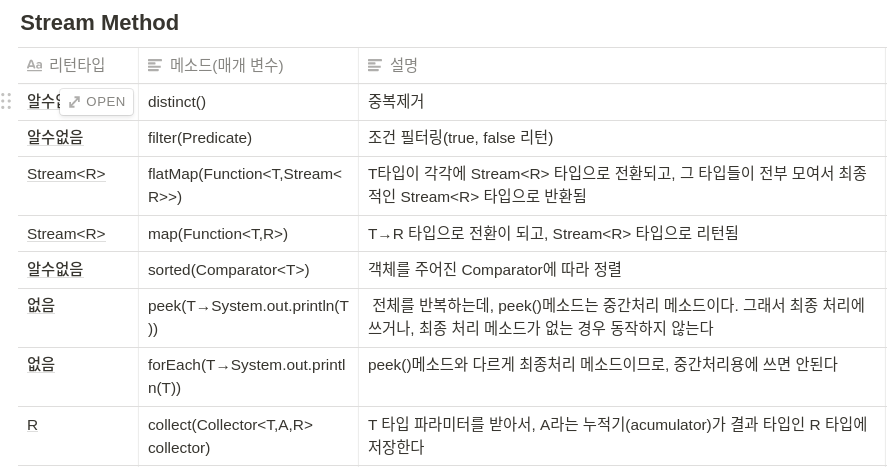 Stream Method
Aa 리턴타입 메소드(매개 변수) 설명
알수 OPEN distinct() 중복제거
알수없음 filter(Predicate) 조건 필터링(true, false 리턴)
Stream<R> flatMap(Function<T,Stream< T타입이 각각에 Stream<R> 타입으로 전환되고, 그 타입들이 전부 모여서 최종
R>>) 적인 Stream<R> 타입으로 반환됨
Stream<R> map(Function<T,R>) T→R 타입으로 전환이 되고, Stream<R> 타입으로 리턴됨
알수없음 sorted(Comparator<T>) 객체를 주어진 Comparator에 따라 정렬
없음 peek(T→System.out.println(T 전체를 반복하는데, peek()메소드는 중간처리 메소드이다. 그래서 최종 처리에
)) 쓰거나, 최종 처리 메소드가 없는 경우 동작하지 않는다
없음 forEach(T→System.out.printl peek()메소드와 다르게 최종처리 메소드이므로, 중간처리용에 쓰면 안된다
n(T))
R collect(Collector<T,A,R> T 타입 파라미터를 받아서, A라는 누적기(acumulator)가 결과 타입인 R 타입에
collector) 저장한다